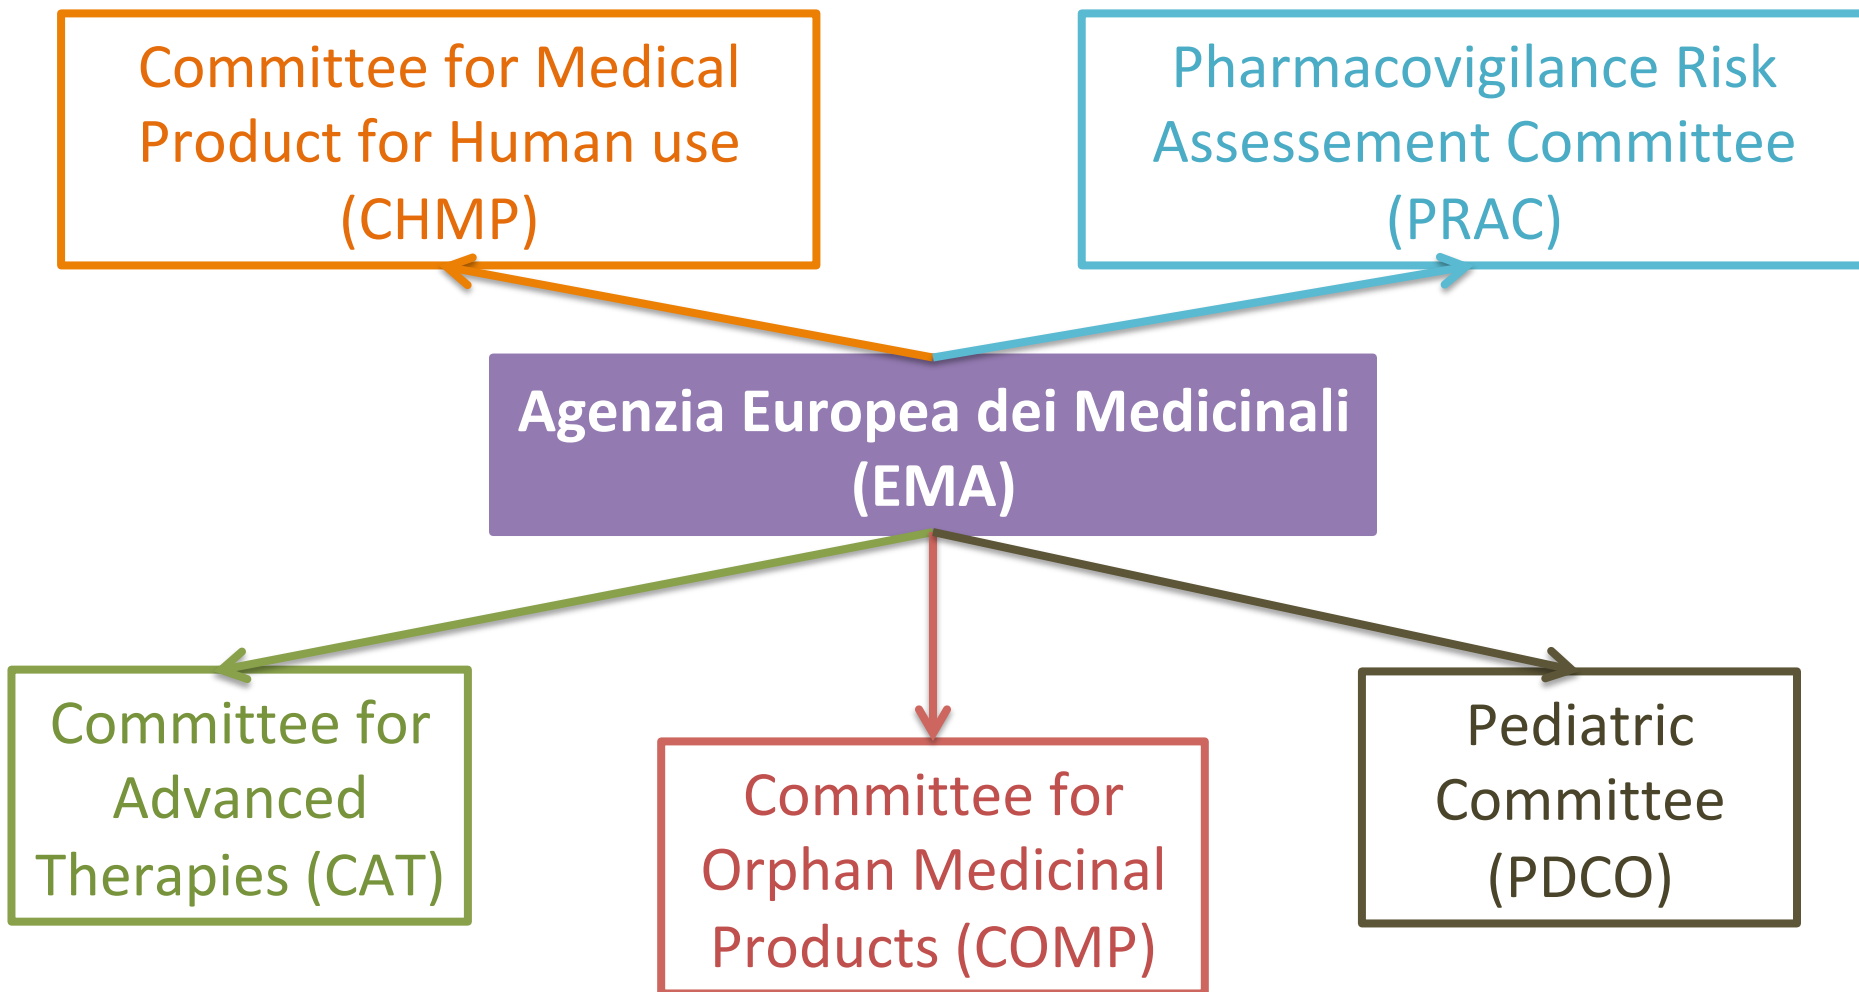 Committee for Medical
Product for Human use
(CHMP)
Pharmacovigilance Risk
Assessement Committee
(PRAC)
Agenzia Europea dei Medicinali
(EMA)
Committee for
Advanced
Therapies (CAT)
Committee for
Orphan Medicinal
Products (COMP)
Pediatric
Committee
(PDCO)